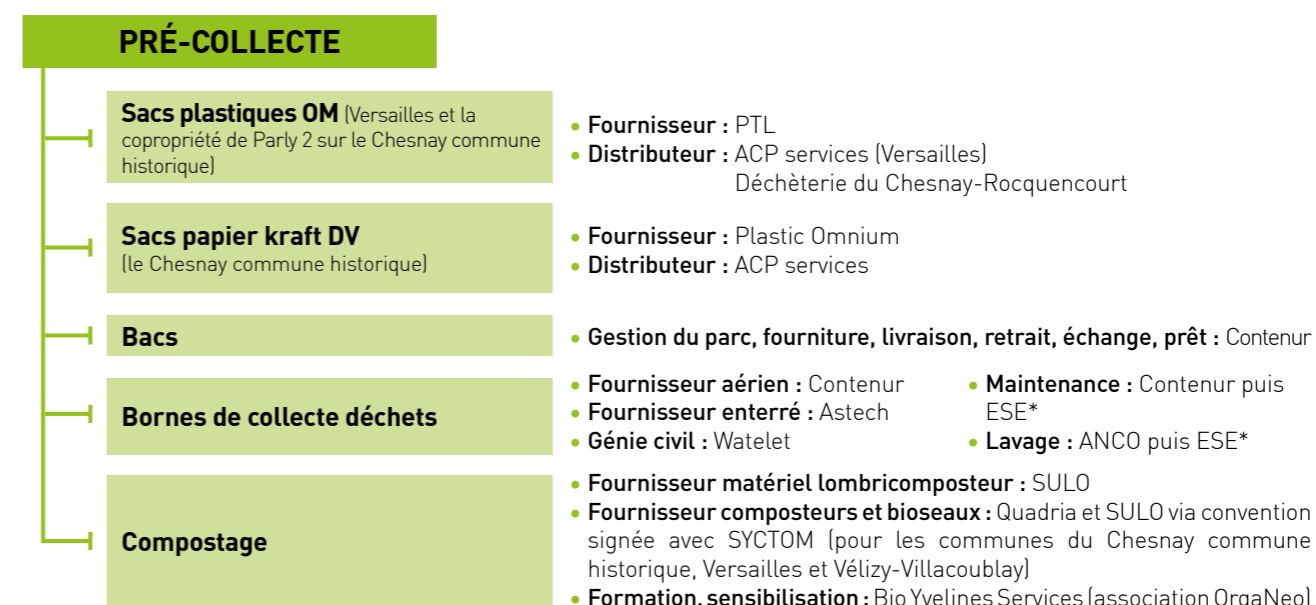 PRÉ-COLLECTE
Sacs plastiques OM (Versailles et la
copropriété de Parly 2 sur le Chesnay commune
historique)
• Fournisseur : PTL
• Distributeur : ACP services (Versailles)
Déchèterie du Chesnay-Rocquencourt
Sacs papier kraft DV
(le Chesnay commune historique)
• Fournisseur : Plastic Omnium
• Distributeur : ACP services
Bacs
• Gestion du parc, fourniture, livraison, retrait, échange, prêt : Contenur
Bornes de collecte déchets
• Fournisseur aérien : Contenur
• Fournisseur enterré : Astech
• Génie civil : Watelet
• Maintenance : Contenur puis
ESE*
• Lavage : ANCO puis ESE*
Compostage
• Fournisseur matériel lombricomposteur : SULO
• Fournisseur composteurs et bioseaux : Quadria et SULO via convention
signée avec SYCTOM (pour les communes du Chesnay commune
historique, Versailles et Vélizy-Villacoublay)
• Formation, sensibilisation : Bio Yvelines Services (association OrgaNeo)